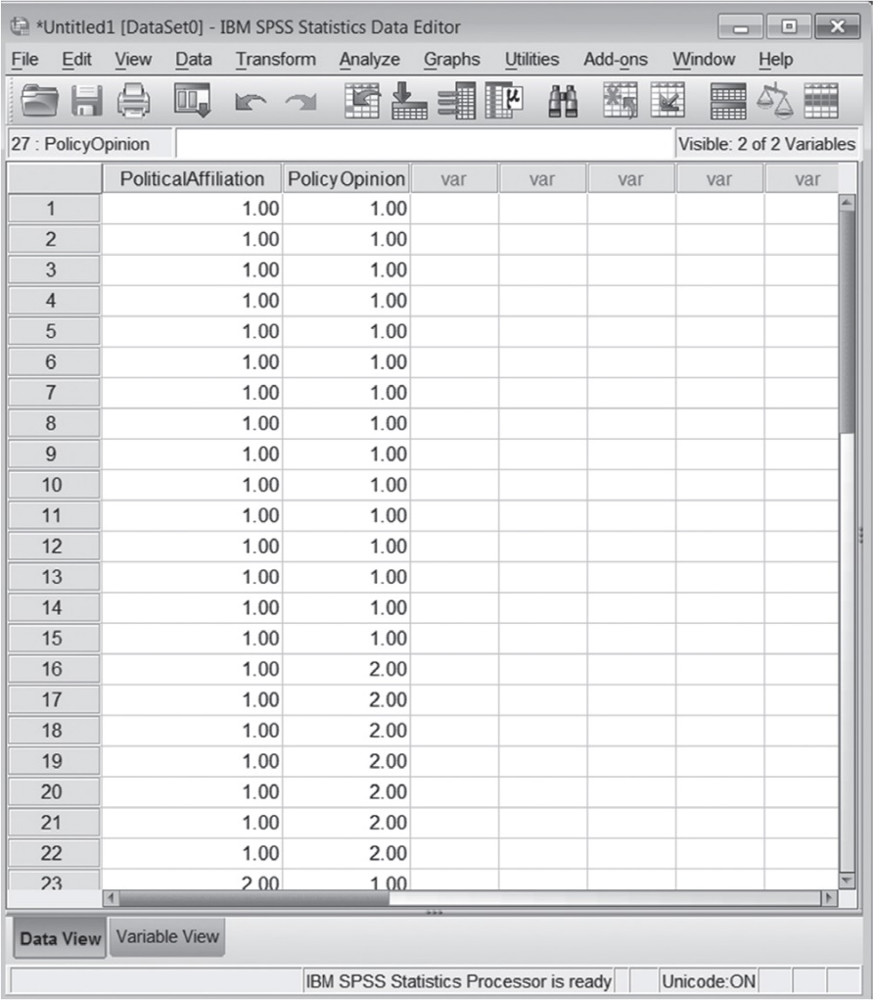 *Untitled1 [DataSet0] - IBM SPSS Statistics Data Editor
File Edit View Data Transform Analyze Graphs Utilities Add-ons Window Help
27 : PolicyOpinion Visible: 2 of 2 Variables
PoliticalAffiliation PolicyOpinion var var var var var
1 1.00 1.00
2 1.00 1.00
3 1.00 1.00
4 1.00 1.00
5 1.00 1.00
6 1.00 1.00
7 1.00 1.00
8 1.00 1.00
9 1.00 1.00
10 1.00 1.00
11 1.00 1.00
12 1.00 1.00
13 1.00 1.00
14 1.00 1.00
15 1.00 1.00
16 1.00 2.00
17 1.00 2.00
18 1.00 2.00
19 1.00 2.00
20 1.00 2.00
21 1.00 2.00
22 1.00 2.00
23 2.00 1.00
Data View Variable View
IBM SPSS Statistics Processor is ready Unicode:ON